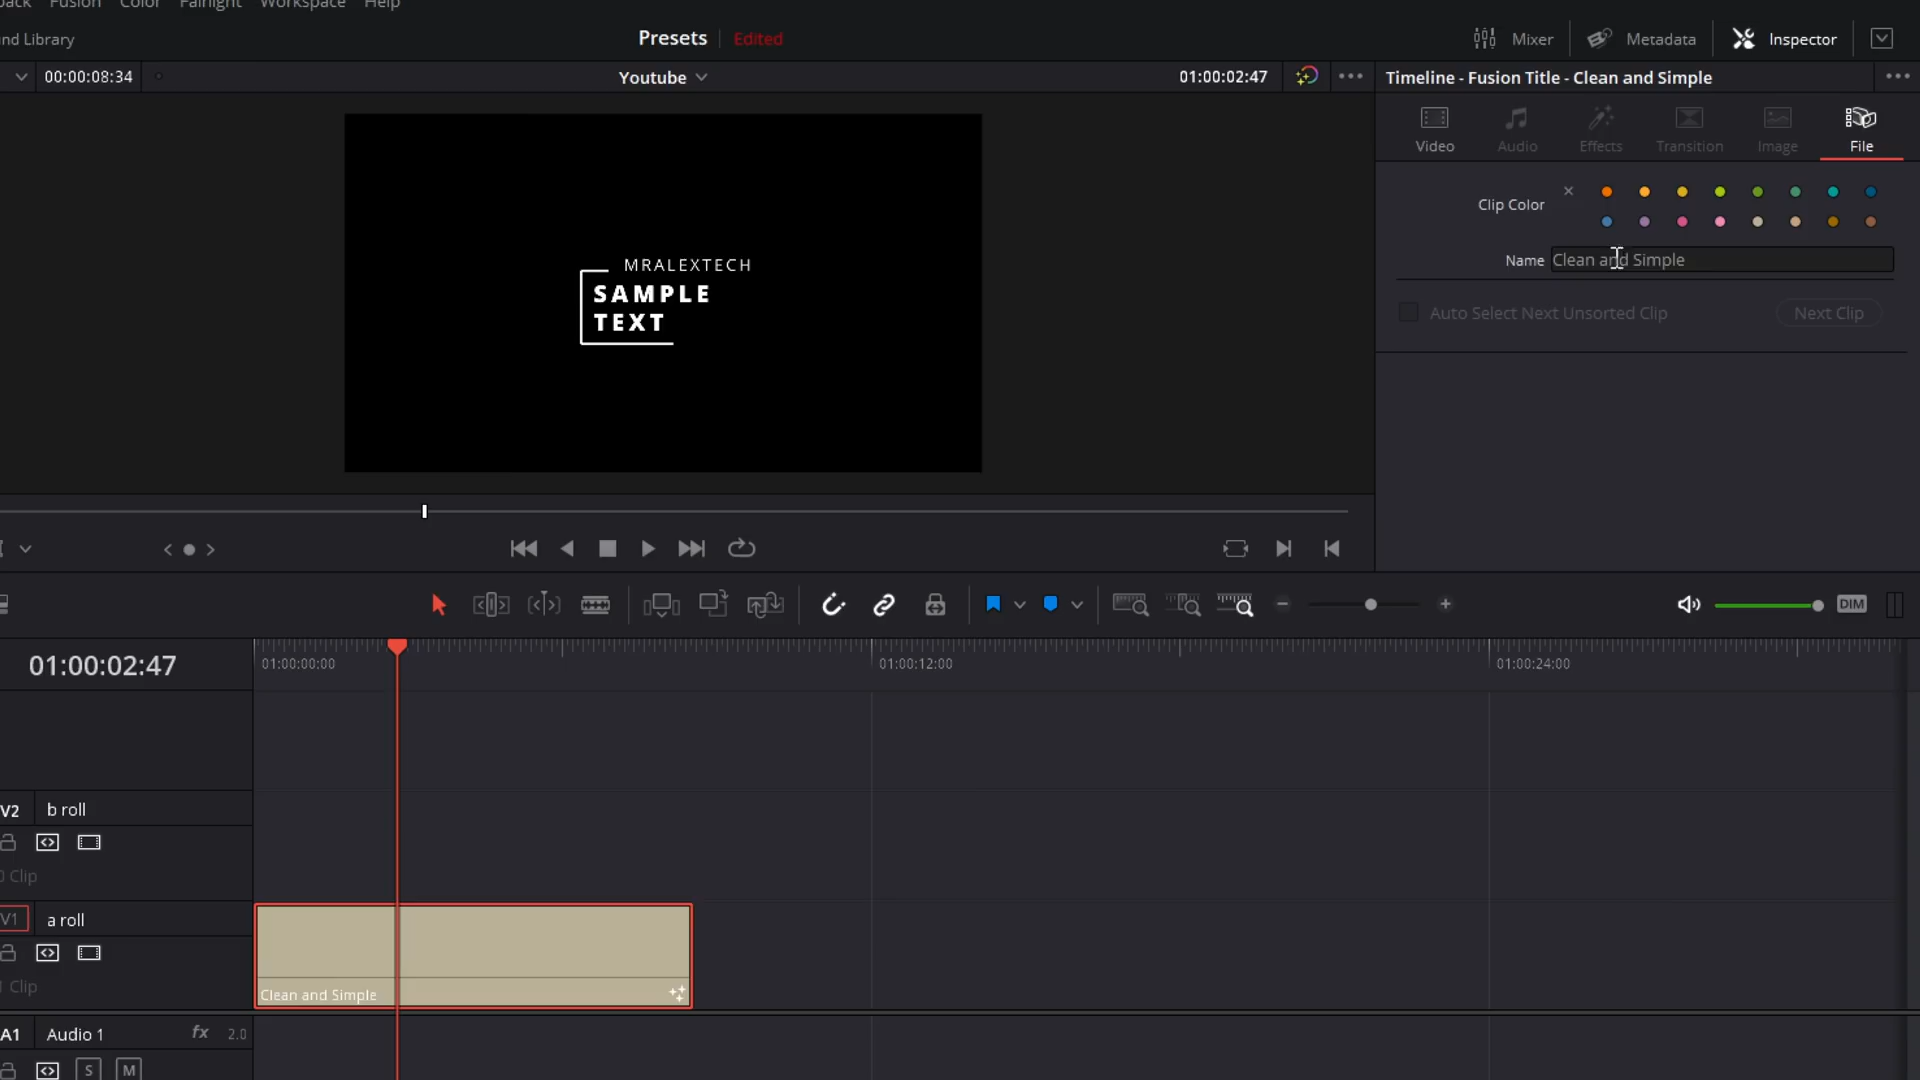 Fusion Color Fairlight Workspace Help
nd Library
Presets Edited
Mixer Metadata Inspector
00:00:08:34
Youtube
01:00:02:47
Timeline - Fusion Title - Clean and Simple
Video Audio Effects Transition Image File
Clip Color
Name Clean and Simple
Auto Select Next Unsorted Clip Next Clip
MRALEXTECH
SAMPLE
TEXT
DIM
01:00:02:47
01:00:00:00 01:00:12:00 01:00:24:00
V2 b roll
0 Clip
V1 a roll
1 Clip
Clean and Simple
A1 Audio 1 fx 2.0
S M